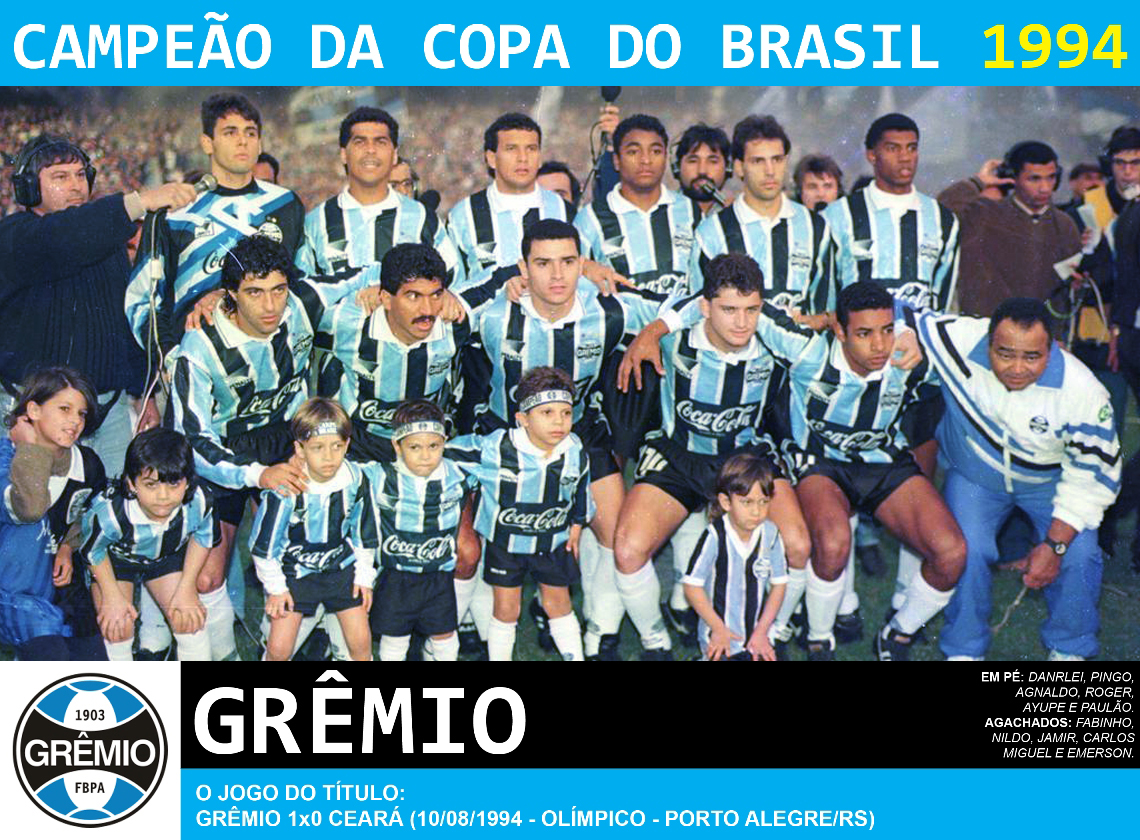 CAMPEÃO DA COPA DO BRASIL 1994
Coca-Cola
Coca-Cola
Coca-Cola
Coca-Cola
Coca-Cola
Coca-Cola
GRÊMIO
EM PÉ: DANRLEI, PINGO,
AGNALDO, ROGER,
AYUPE E PAULÃO.
AGACHADOS: FABINHO,
NILDO, JAMIR, CARLOS
MIGUEL E EMERSON.
1903
GRÊMIO
FBPA
O JOGO DO TÍTULO:
GRÊMIO 1x0 CEARÁ (10/08/1994 - OLÍMPICO - PORTO ALEGRE/RS)